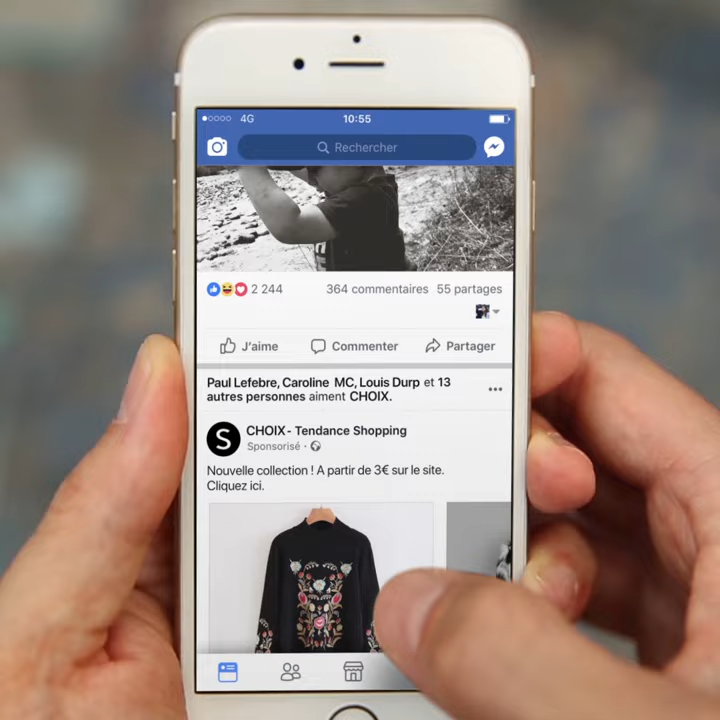 4G 10:55
Rechercher
2 244 364 commentaires 55 partages
J'aime Commenter Partager
Paul Lefebre, Caroline MC, Louis Durp et 13
autres personnes aiment CHOIX.
S
CHOIX - Tendance Shopping
Sponsorisé ·
Nouvelle collection ! A partir de 3€ sur le site.
Cliquez ici.